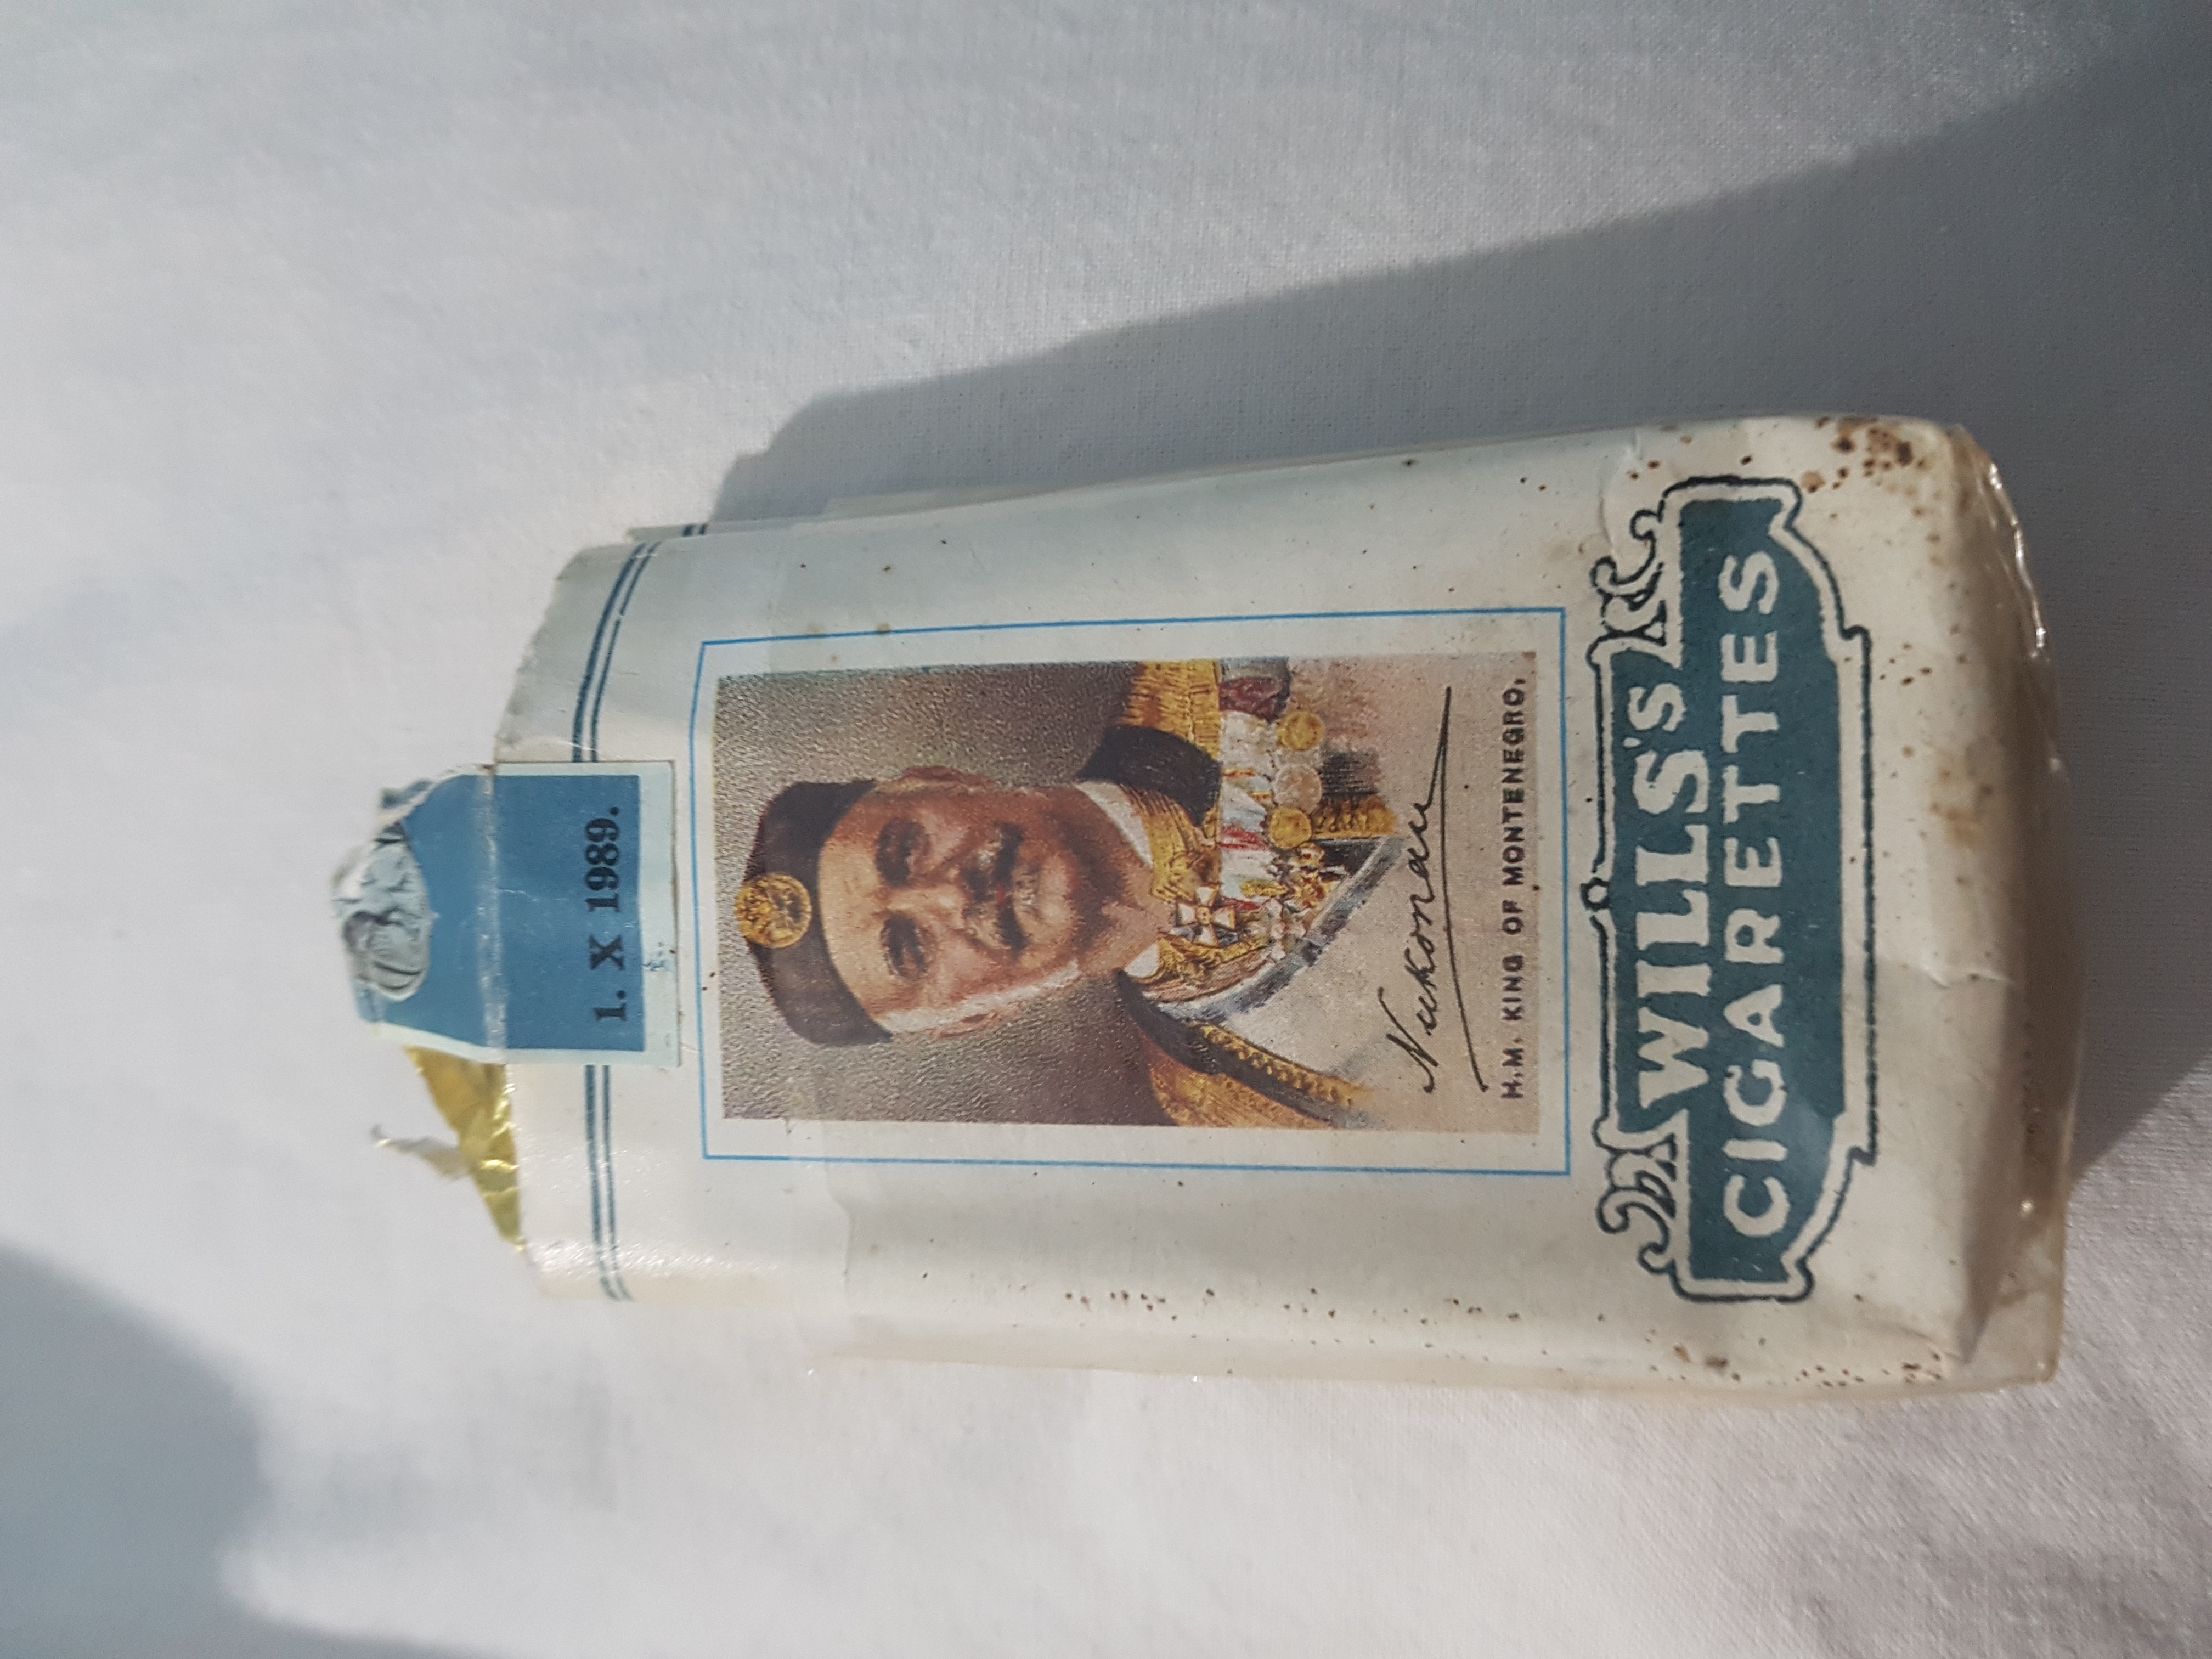 1. X 1989.
Никола
H.M. KING OF MONTENEGRO.
WILLS'S
CIGARETTES